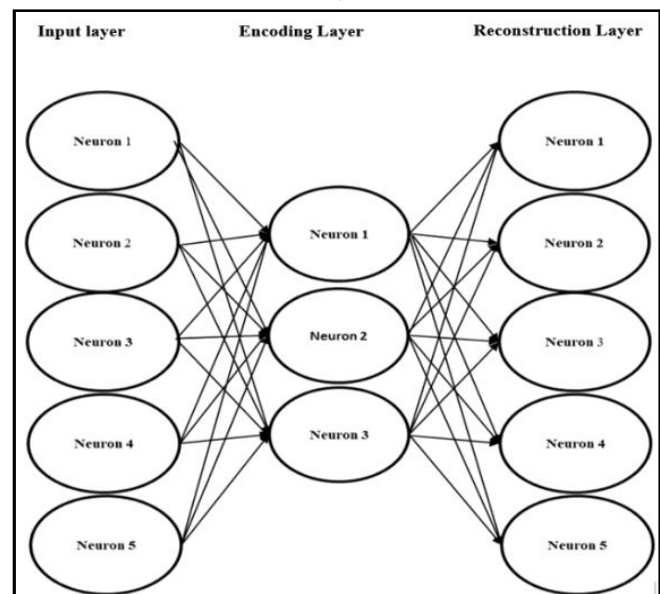 Input layer
Encoding Layer
Reconstruction Layer
Neuron 1
Neuron 2
Neuron 3
Neuron 4
Neuron 5
Neuron 1
Neuron 2
Neuron 3
Neuron 1
Neuron 2
Neuron 3
Neuron 4
Neuron 5